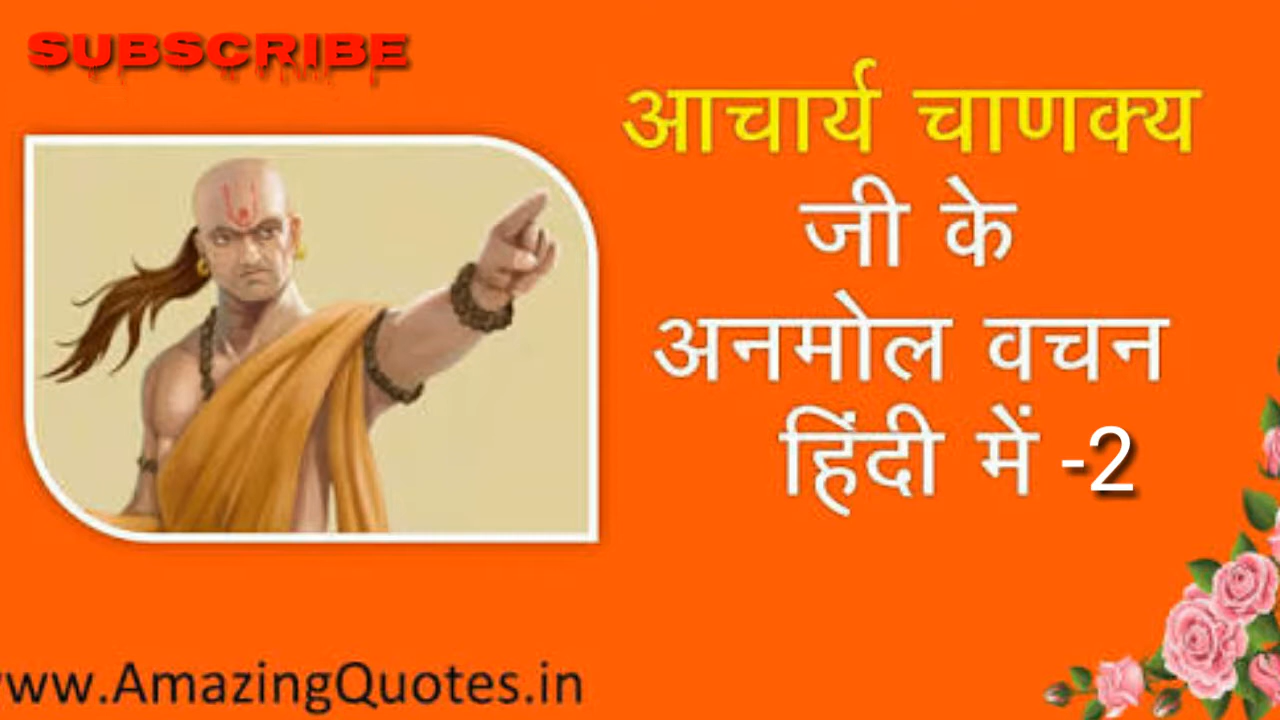 SUBSCRIBE
आचार्य चाणक्य
जी के
अनमोल वचन
हिंदी में -2
www.AmazingQuotes.in